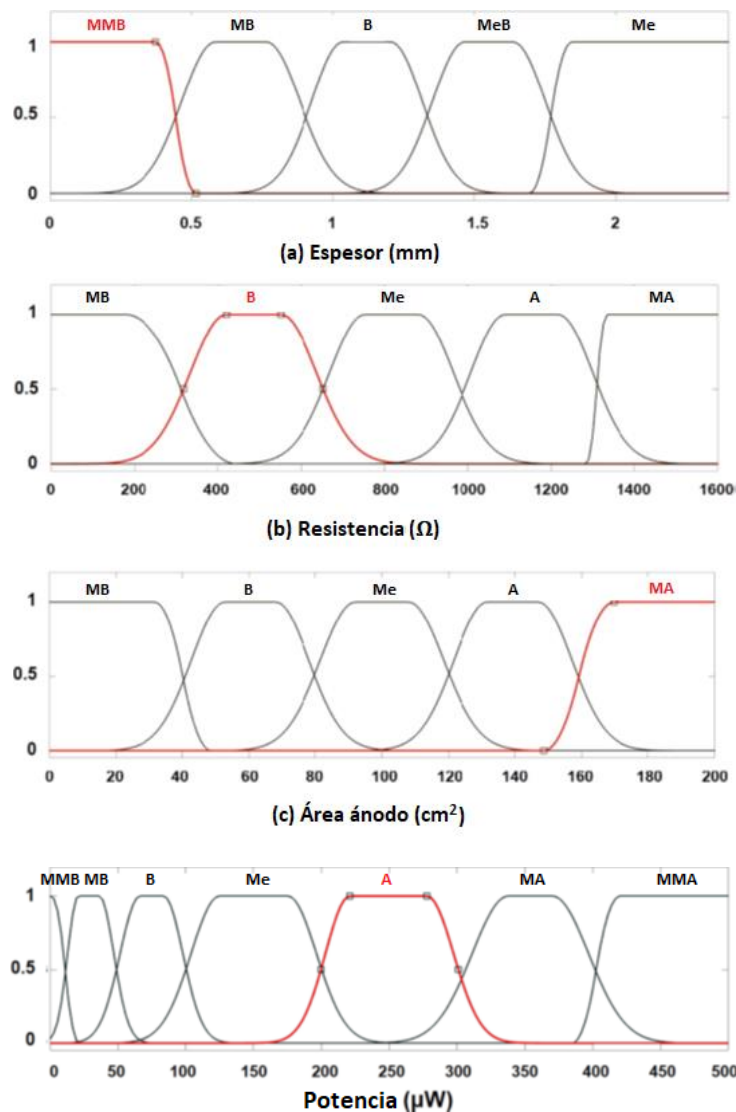 MMB MB B MeB Me
1
0.5
0
0 0.5 1 1.5 2
(a) Espesor (mm)
MB B Me A MA
1
0.5
0
0 200 400 600 800 1000 1200 1400 1600
(b) Resistencia (Ω)
MB B Me A MA
1
0.5
0
0 20 40 60 80 100 120 140 160 180 200
(c) Área ánodo (cm²)
MMB MB B Me A MA MMA
1
0.5
0
0 50 100 150 200 250 300 350 400 450 500
Potencia (µW)